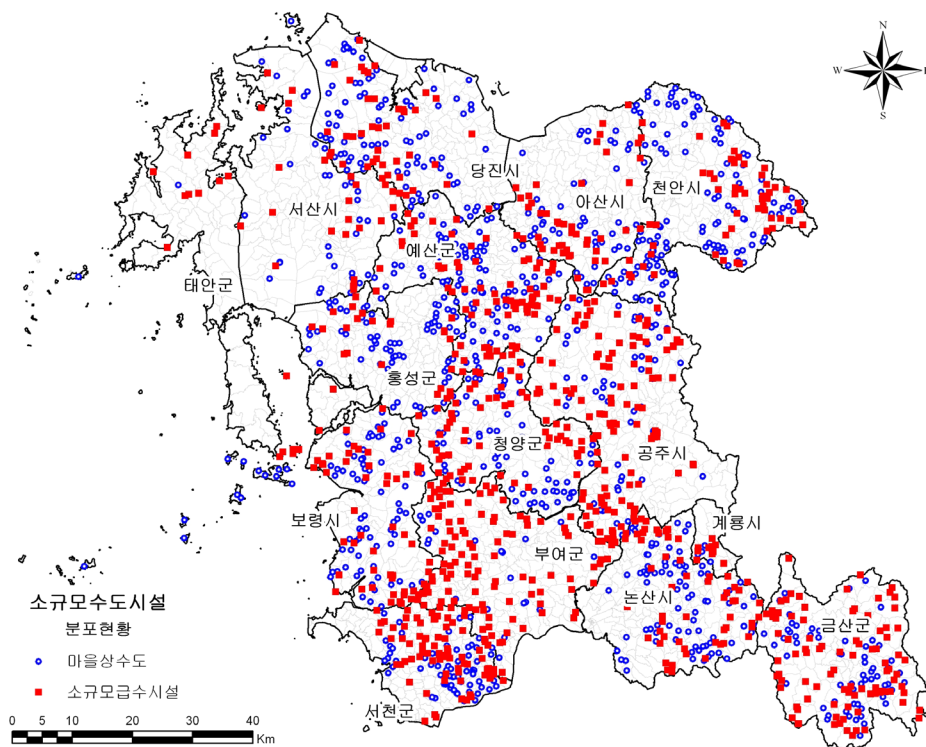 N
W
E
S
당진시
천안시
아산시
서산시
예산군
태안군
홍성군
청양군
공주시
보령시
계룡시
부여군
논산시
금산군
서천군
소규모수도시설
분포현황
마을상수도
소규모급수시설
0 5 10 20 30 40
Km